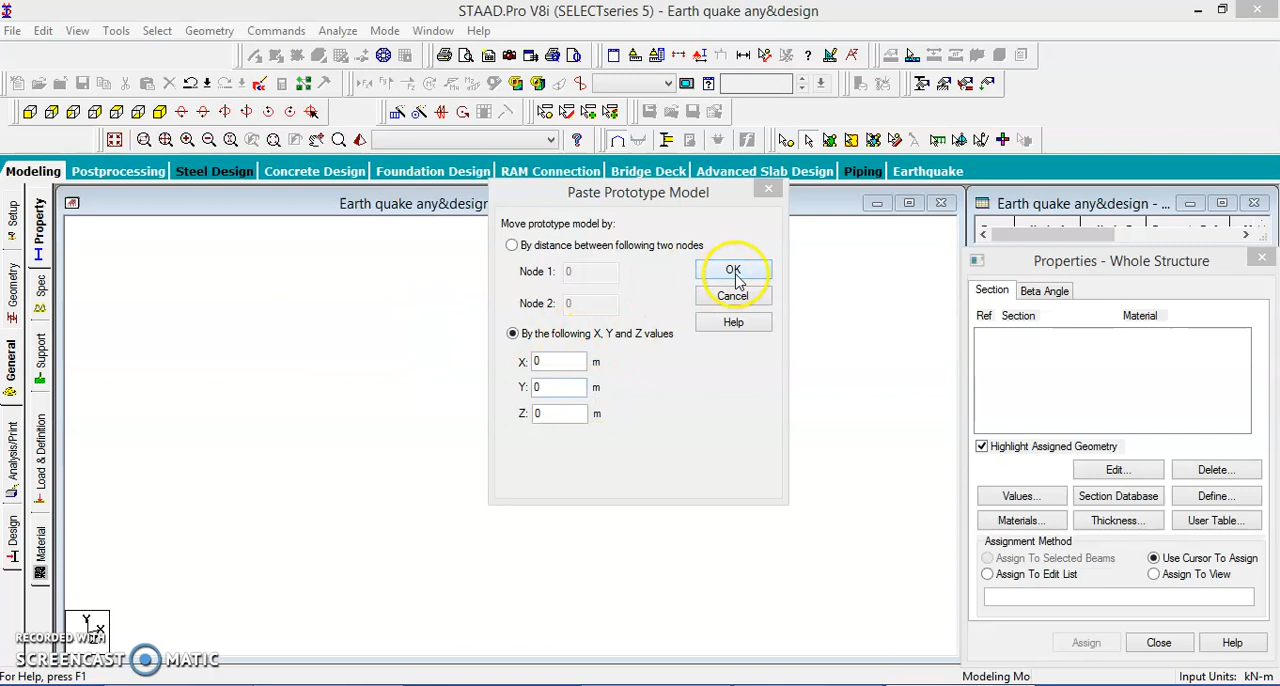 STAAD.Pro V8i (SELECTseries 5) - Earth quake any&design
File Edit View Tools Select Geometry Commands Analyze Mode Window Help
Modeling Postprocessing Steel Design Concrete Design Foundation Design RAM Connection Bridge Deck Advanced Slab Design Piping Earthquake
Setup
Geometry
General
Analysis/Print
Design
Property
Spec
Support
Load & Definition
Material
Earth quake any&design
Paste Prototype Model
Move prototype model by:
By distance between following two nodes
Node 1: 0
OK
Node 2: 0
Cancel
Help
By the following X, Y and Z values
X: 0 m
Y: 0 m
Z: 0 m
Earth quake any&design - ...
Properties - Whole Structure
Section Beta Angle
Ref Section Material
Highlight Assigned Geometry
Edit... Delete...
Values... Section Database Define...
Materials... Thickness... User Table...
Assignment Method
Assign To Selected Beams Use Cursor To Assign
Assign To Edit List Assign To View
Assign Close Help
Y
X
RECORDED WITH
SCREENCAST MATIC
For Help, press F1
Modeling Mo Input Units: kN-m